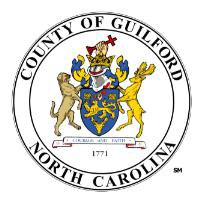 COUNTY OF GUILFORD
COURAGE AND FAITH
1771
NORTH CAROLINA
SM